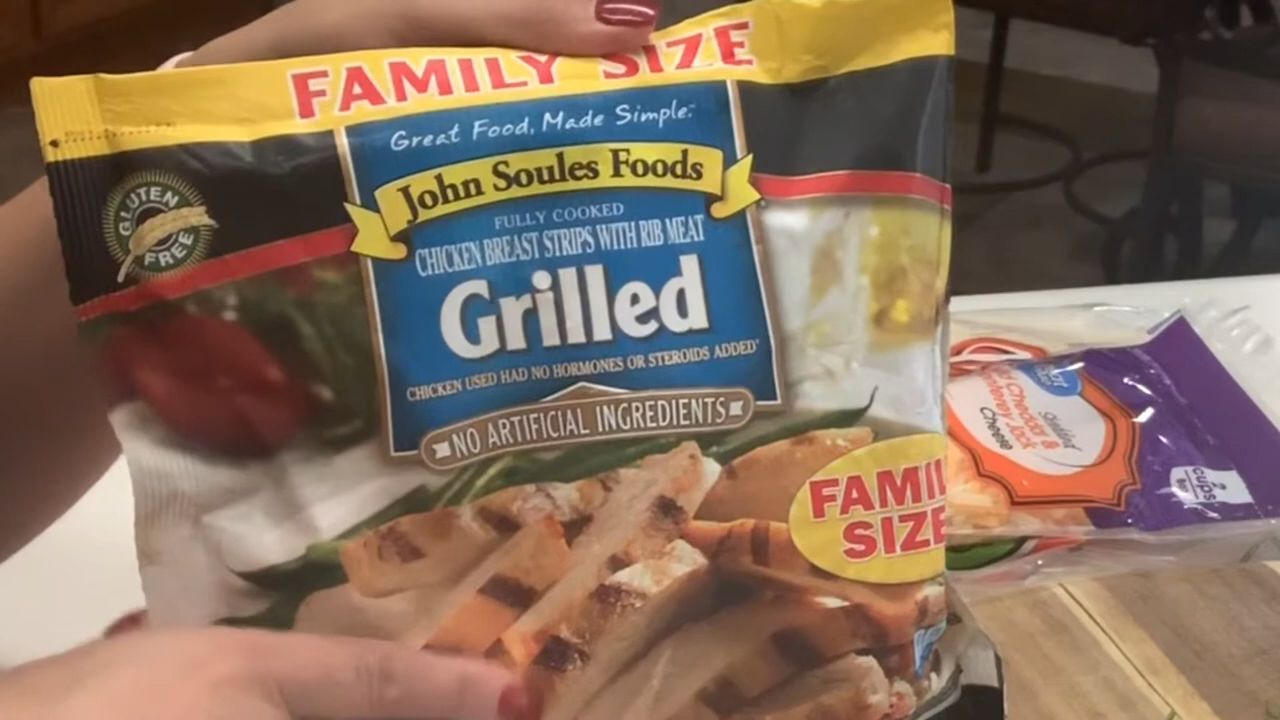 FAMILY SIZE
Great Food, Made Simple.
John Soules Foods
FULLY COOKED
CHICKEN BREAST STRIPS WITH RIB MEAT
Grilled
CHICKEN USED HAD NO HORMONES OR STEROIDS ADDED*
NO ARTIFICIAL INGREDIENTS
GLUTEN
FREE
FAMIL
SIZE
Shredded
Cheddar &
Monterey Jack
Cheese
2
cups